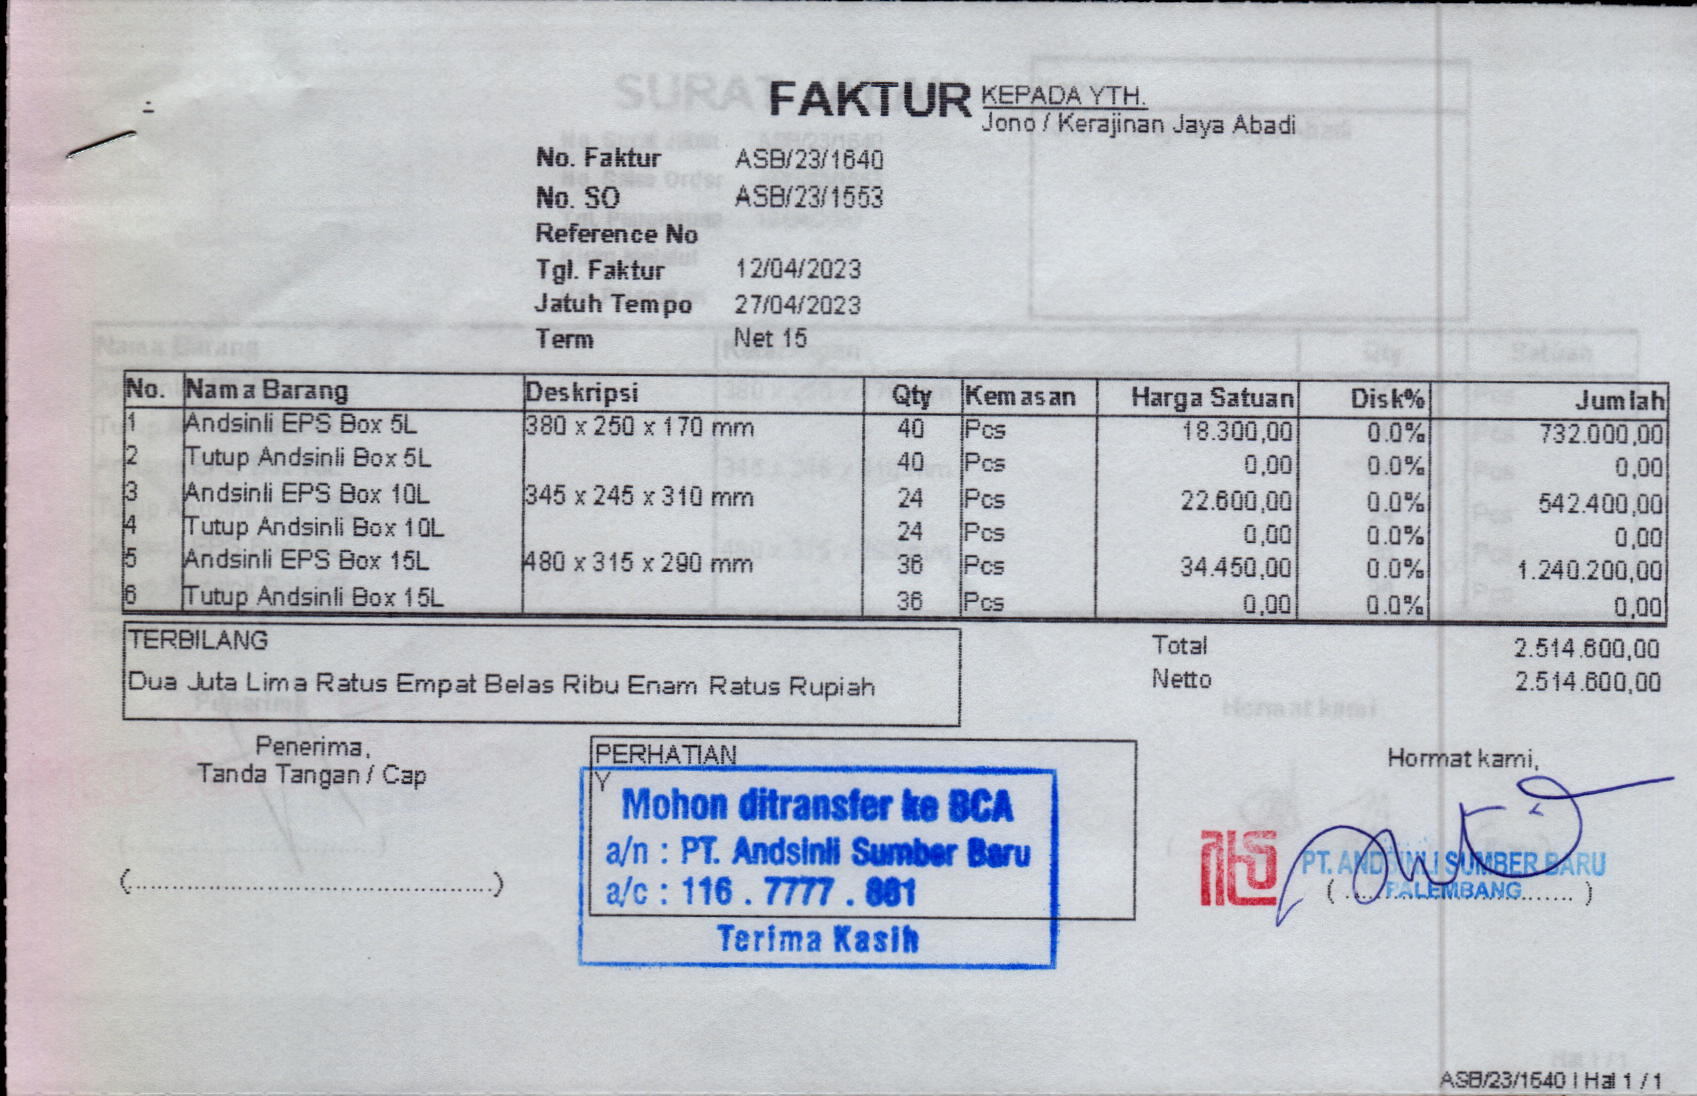 FAKTUR
KEPADA YTH.
Jono / Kerajinan Jaya Abadi
No. Faktur ASB/23/1640
No. SO ASB/23/1553
Reference No
Tgl. Faktur 12/04/2023
Jatuh Tempo 27/04/2023
Term Net 15
No. Nama Barang Deskripsi Qty Kemasan Harga Satuan Disk% Jumlah
1 Andsinli EPS Box 5L 380 x 250 x 170 mm 40 Pcs 18.300,00 0.0% 732.000,00
2 Tutup Andsinli Box 5L 40 Pcs 0,00 0.0% 0,00
3 Andsinli EPS Box 10L 345 x 245 x 310 mm 24 Pcs 22.600,00 0.0% 542.400,00
4 Tutup Andsinli Box 10L 24 Pcs 0,00 0.0% 0,00
5 Andsinli EPS Box 15L 480 x 315 x 290 mm 36 Pcs 34.450,00 0.0% 1.240.200,00
6 Tutup Andsinli Box 15L 36 Pcs 0,00 0.0% 0,00
TERBILANG
Dua Juta Lima Ratus Empat Belas Ribu Enam Ratus Rupiah
Total 2.514.600,00
Netto 2.514.600,00
Penerima,
Tanda Tangan / Cap
(................................................)
PERHATIAN
Y
Mohon ditransfer ke BCA
a/n : PT. Andsinli Sumber Baru
a/c : 116 . 7777 . 881
Terima Kasih
Hormat kami,
PT. ANDSINLI SUMBER BARU
PALEMBANG
ASB/23/1640 | Hal 1 / 1